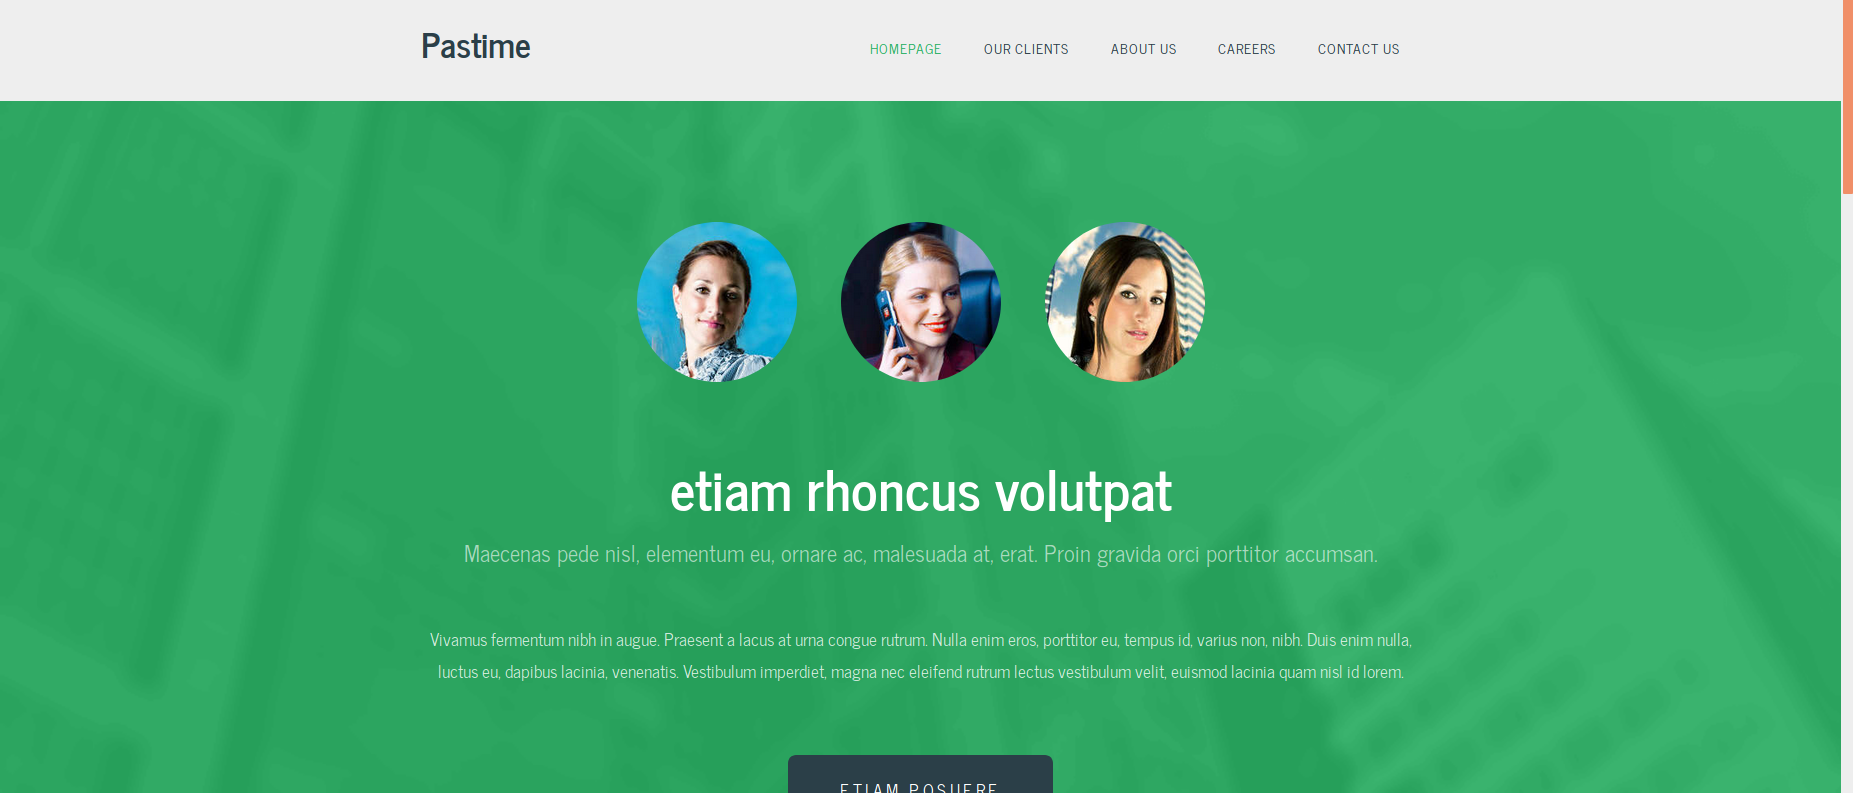 Pastime
HOMEPAGE OUR CLIENTS ABOUT US CAREERS CONTACT US
etiam rhoncus volutpat
Maecenas pede nisl, elementum eu, ornare ac, malesuada at, erat. Proin gravida orci porttitor accumsan.
Vivamus fermentum nibh in augue. Praesent a lacus at urna congue rutrum. Nulla enim eros, porttitor eu, tempus id, varius non, nibh. Duis enim nulla,
luctus eu, dapibus lacinia, venenatis. Vestibulum imperdiet, magna nec eleifend rutrum lectus vestibulum velit, euismod lacinia quam nisl id lorem.
ETIAM POSUERE